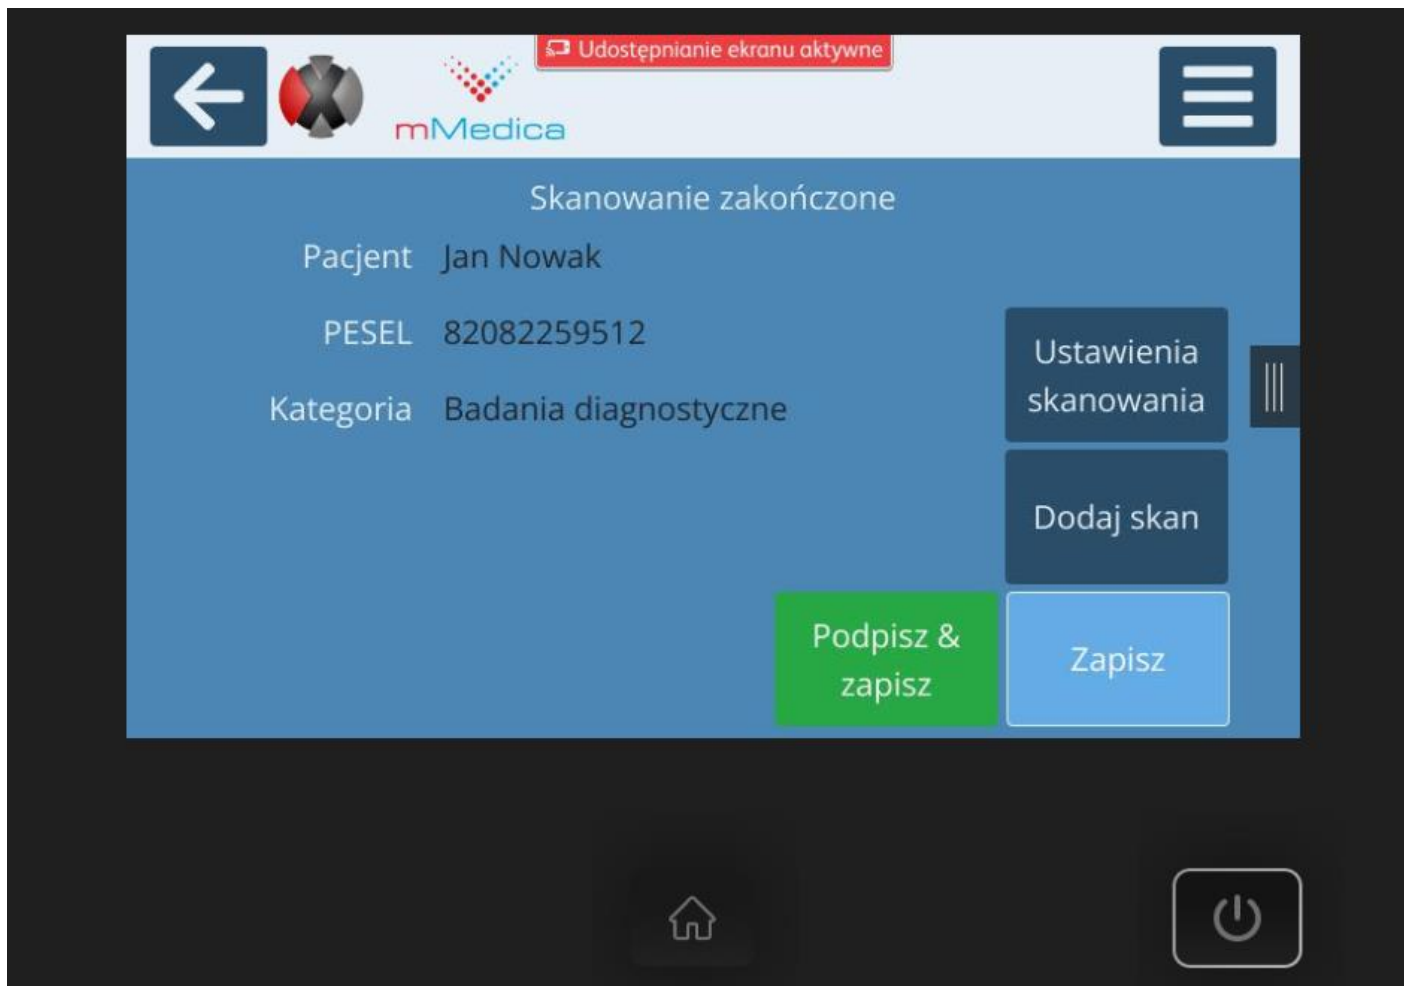 Udostępnianie ekranu aktywne
mMedica
Skanowanie zakończone
Pacjent Jan Nowak
PESEL 82082259512
Kategoria Badania diagnostyczne
Ustawienia
skanowania
Dodaj skan
Podpisz &
zapisz
Zapisz